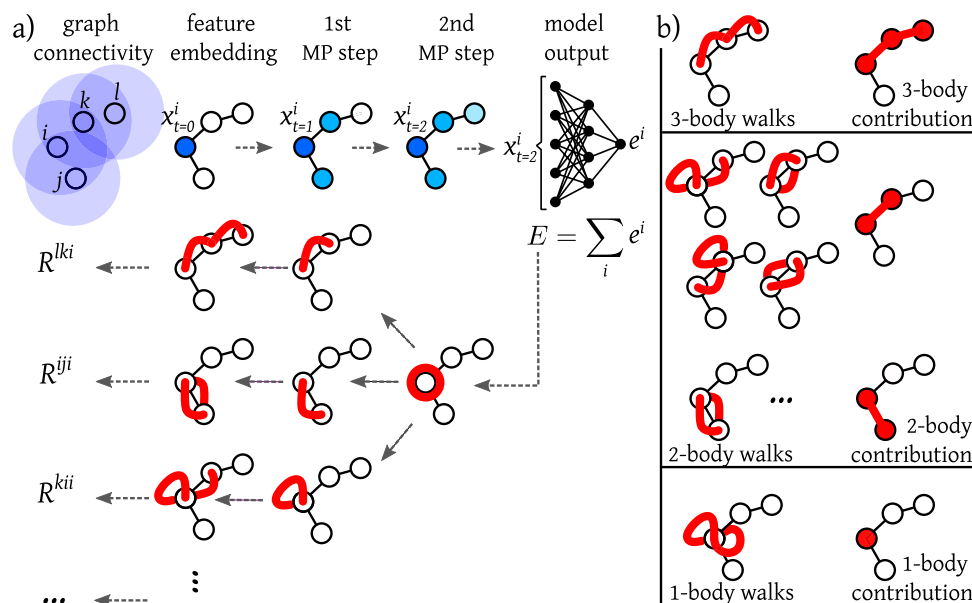 a)
graph connectivity
feature embedding
1st MP step
2nd MP step
model output
i
k
l
j
x^i_{t=0}
x^i_{t=1}
x^i_{t=2}
x^i_{t=2}
e^i
E = ∑_i e^i
R^{lki}
R^{iji}
R^{kii}
...
...
b)
3-body walks
3-body
contribution
...
2-body walks
2-body
contribution
1-body walks
1-body
contribution